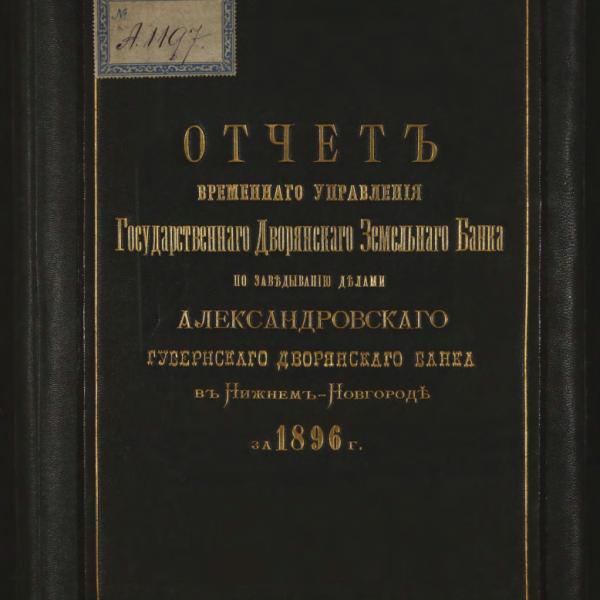 №
А.1197.
ОТЧЕТЪ
ВРЕМЕННАГО УПРАВЛЕНІЯ
Государственнаго Дворянскаго Земельнаго Банка
ПО ЗАВѢДЫВАНІЮ ДѢЛАМИ
АЛЕКСАНДРОВСКАГО
ГУБЕРНСКАГО ДВОРЯНСКАГО БАНКА
ВЪ НИЖНЕМЪ-НОВГОРОДѢ
ЗА 1896 Г.